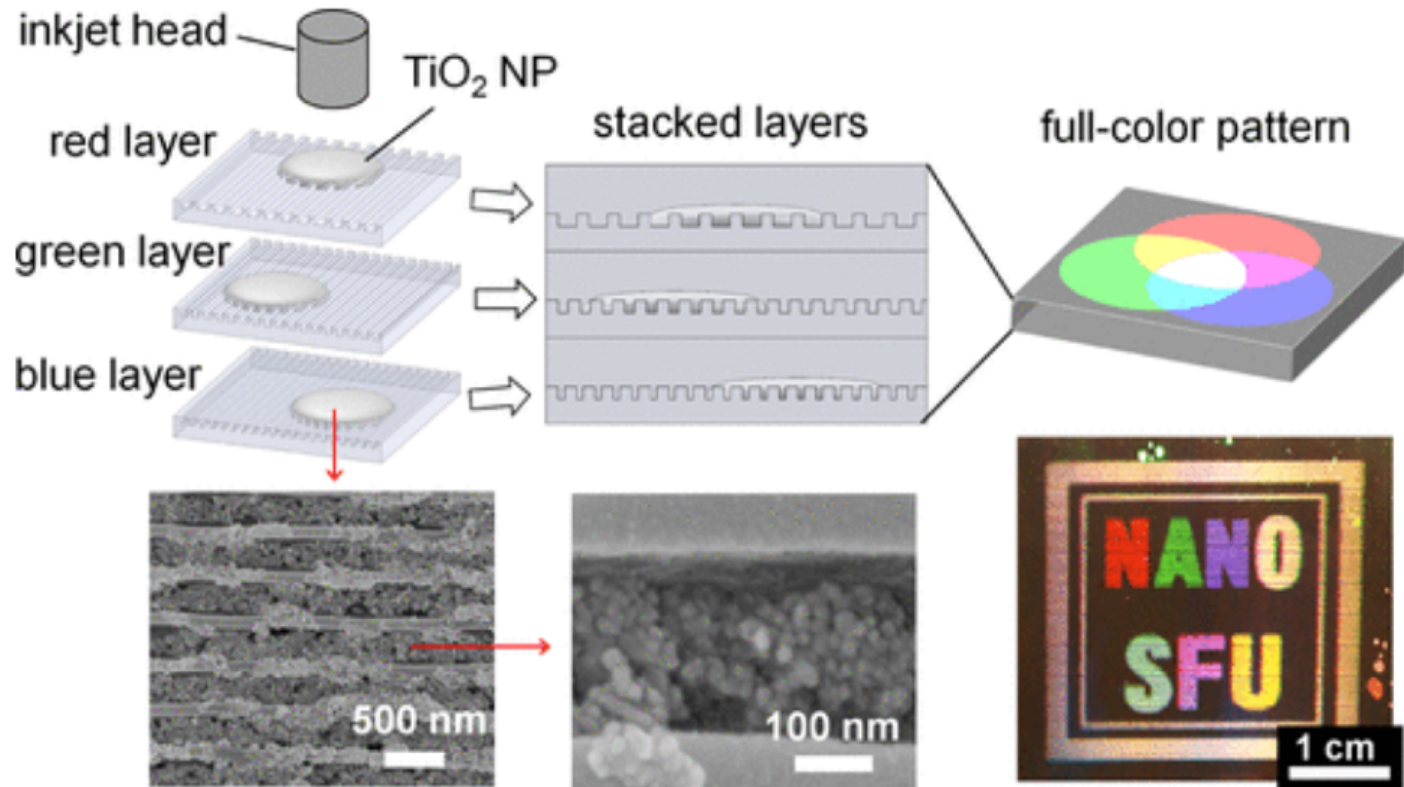 inkjet head
TiO₂ NP
red layer
stacked layers
full-color pattern
green layer
blue layer
500 nm
100 nm
NANO
SFU
1 cm